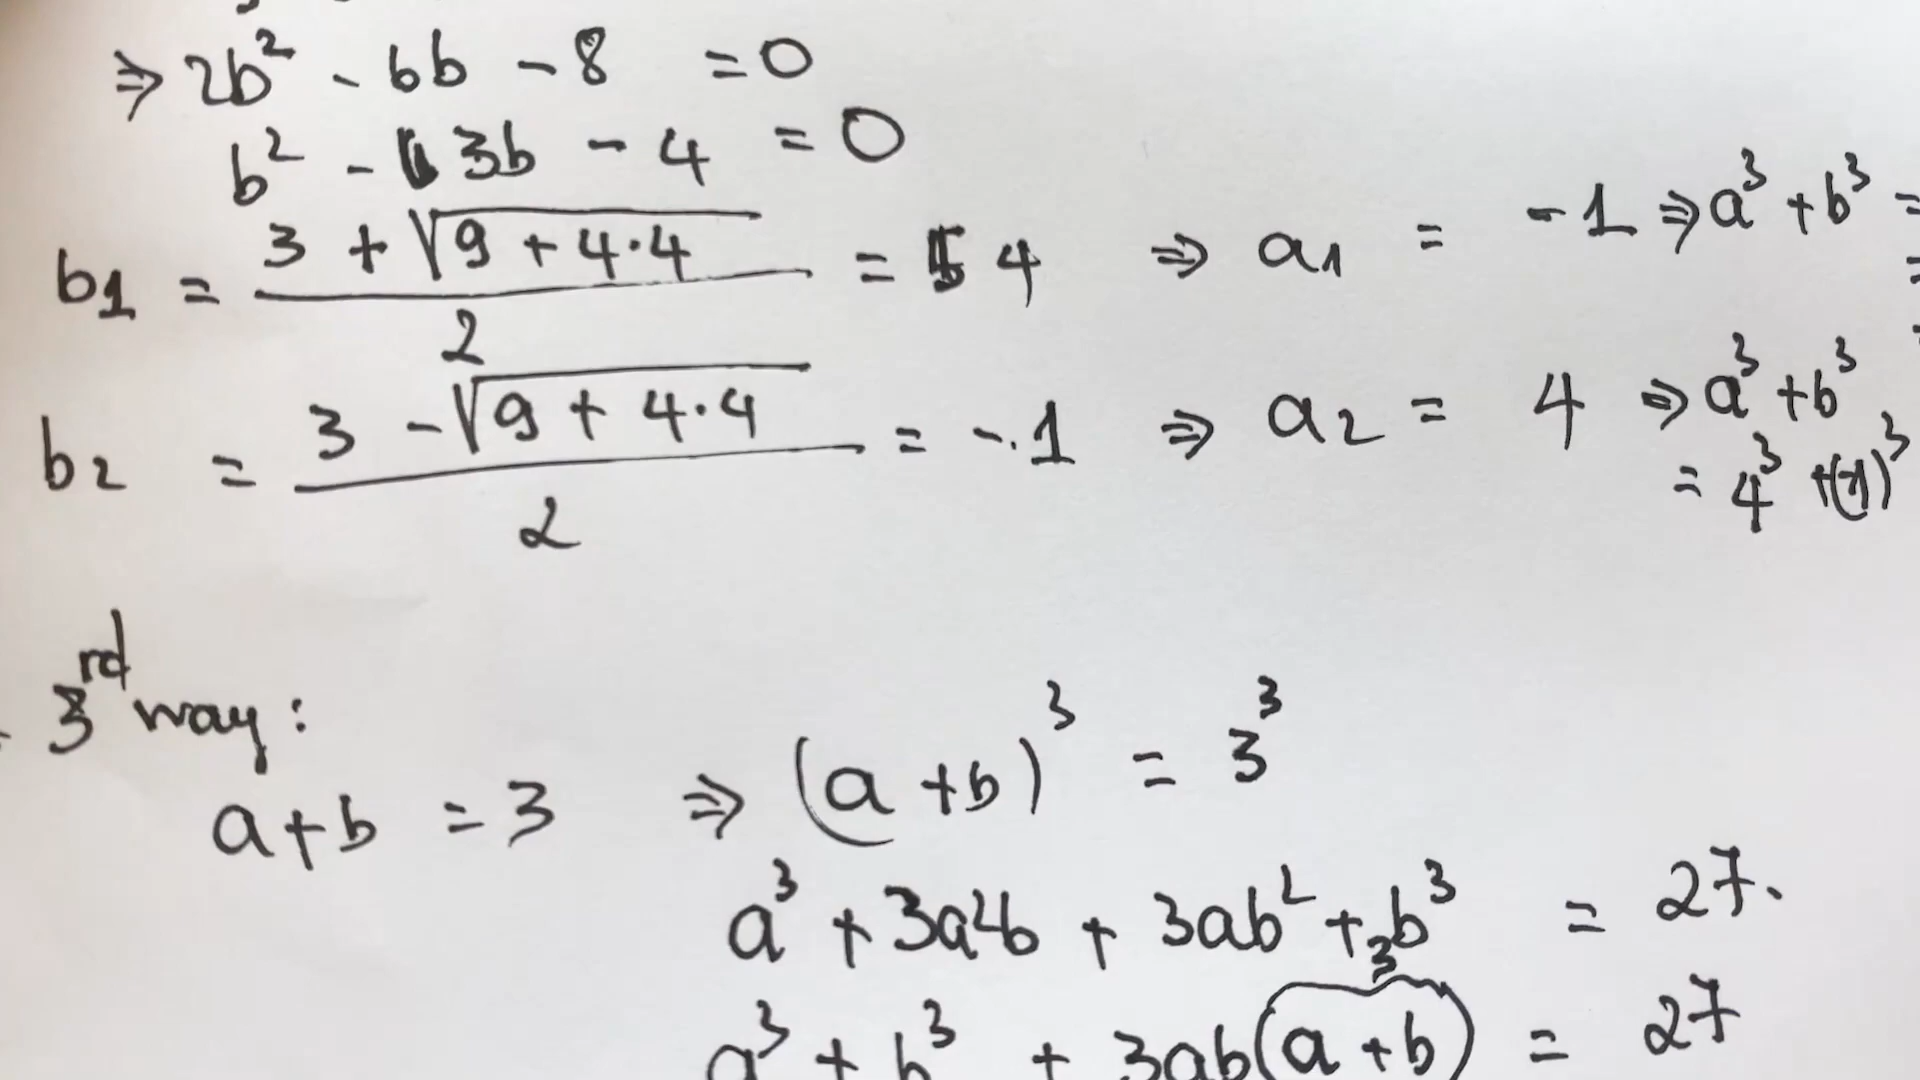 ⇒ 2b² - 6b - 8 = 0
b² - 3b - 4 = 0
b1 = (3 + √(9 + 4·4))/2 = 4 ⇒ a1 = -1 ⇒ a³ + b³ =
b2 = (3 - √(9 + 4·4))/2 = -1 ⇒ a2 = 4 ⇒ a³ + b³
= 4³ + (-1)³
3rd way:
a + b = 3 ⇒ (a + b)³ = 3³
a³ + 3a²b + 3ab² + b³ = 27.
3
a³ + b³ + 3ab(a + b) = 27